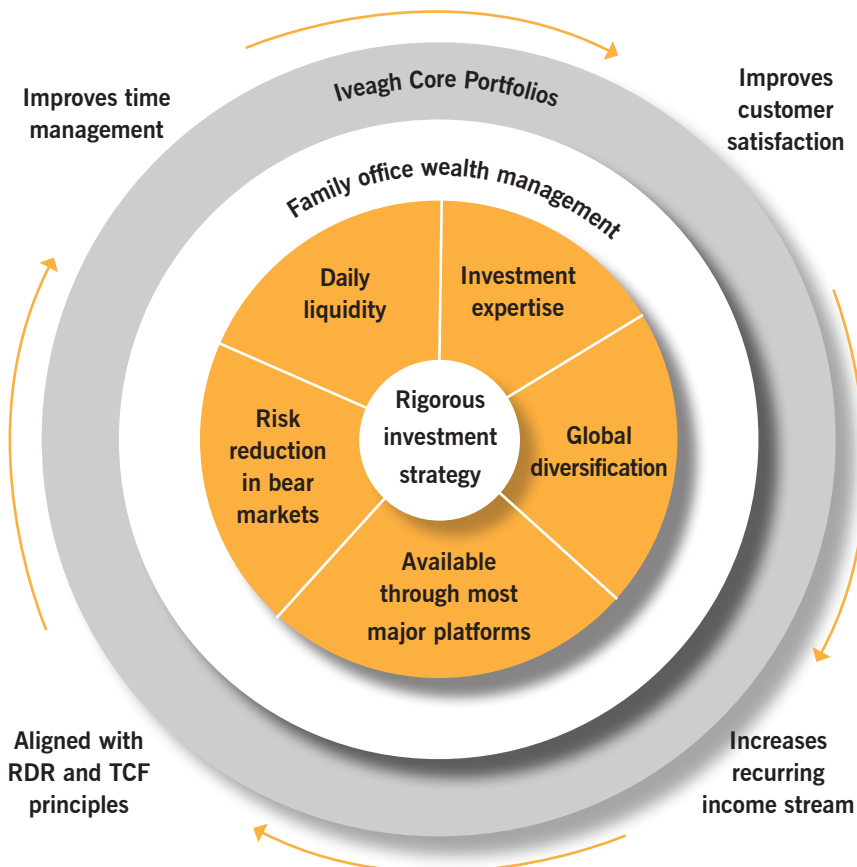 Iveagh Core Portfolios
Improves time
management
Improves
customer
satisfaction
Family office wealth management
Daily
liquidity
Investment
expertise
Risk
reduction
in bear
markets
Rigorous
investment
strategy
Global
diversification
Available
through most
major platforms
Aligned with
RDR and TCF
principles
Increases
recurring
income stream